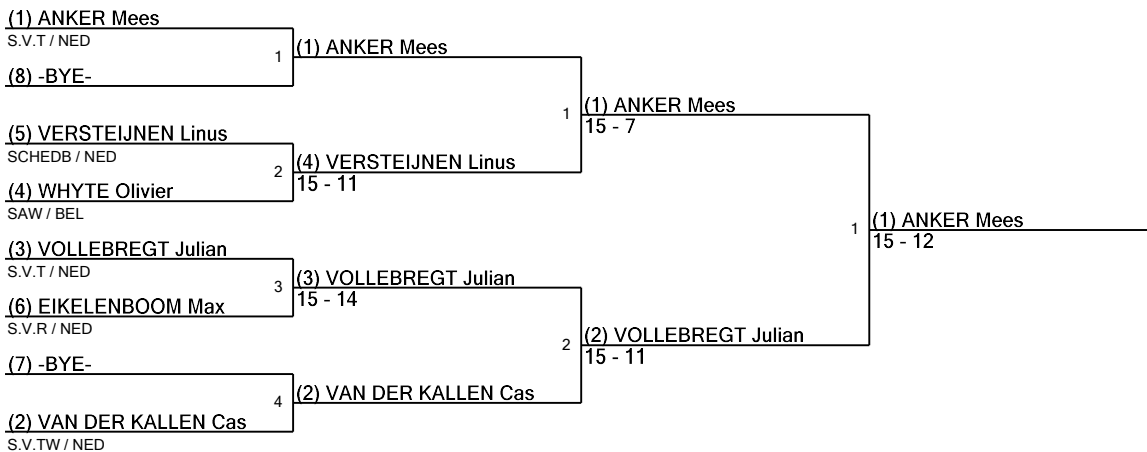 (1) ANKER Mees
S.V.T / NED
(8) -BYE-
1
(1) ANKER Mees
(5) VERSTEIJNEN Linus
SCHEDB / NED
(4) WHYTE Olivier
SAW / BEL
2
(4) VERSTEIJNEN Linus
15 - 11
1
(1) ANKER Mees
15 - 7
(3) VOLLEBREGT Julian
S.V.T / NED
(6) EIKELENBOOM Max
S.V.R / NED
3
(3) VOLLEBREGT Julian
15 - 14
(7) -BYE-
(2) VAN DER KALLEN Cas
S.V.TW / NED
4
(2) VAN DER KALLEN Cas
2
(2) VOLLEBREGT Julian
15 - 11
1
(1) ANKER Mees
15 - 12